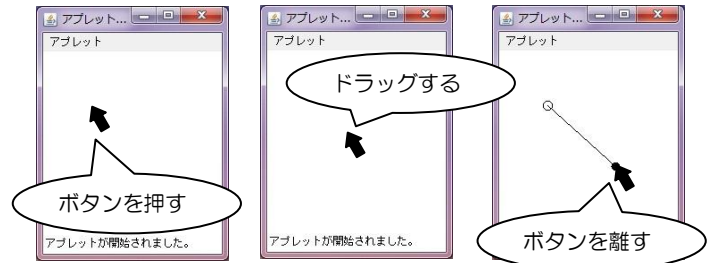 アプレット...
アプレット
ボタンを押す
アプレットが開始されました。
アプレット...
アプレット
ドラッグする
アプレットが開始されました。
アプレット...
アプレット
ボタンを離す